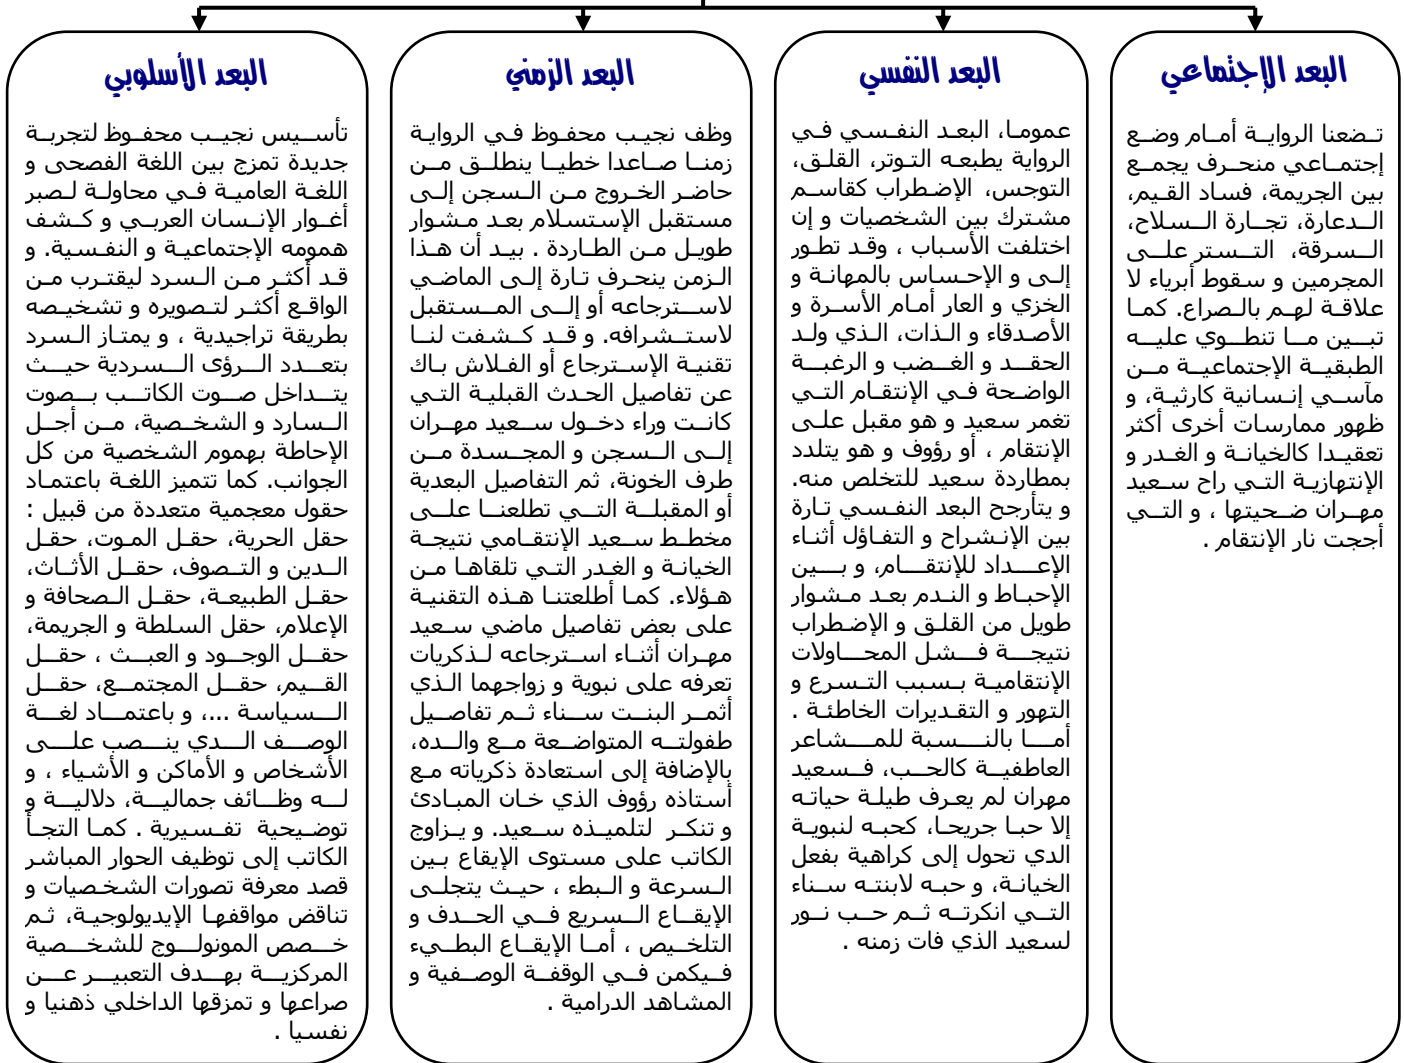 البعد الإجتماعي
تضعنا الرواية أمام وضع
إجتماعي منحرف يجمع
بين الجريمة، فساد القيم،
الدعارة، تجارة السلاح،
السرقة، التستر على
المجرمين و سقوط أبرياء لا
علاقة لهم بالصراع. كما
تبين ما تنطوي عليه
الطبقية الإجتماعية من
مآسي إنسانية كارثية، و
ظهور ممارسات أخرى أكثر
تعقيدا كالخيانة و الغدر و
الإنتهازية التي راح سعيد
مهران ضحيتها ، و التي
أججت نار الإنتقام .
البعد النفسي
عموما، البعد النفسي في
الرواية يطبعه التوتر، القلق،
التوجس، الإضطراب كقاسم
مشترك بين الشخصيات و إن
اختلفت الأسباب ، وقد تطور
إلى و الإحساس بالمهانة و
الخزي و العار أمام الأسرة و
الأصدقاء و الذات، الذي ولد
الحقد و الغضب و الرغبة
الواضحة في الإنتقام التي
تغمر سعيد و هو مقبل على
الإنتقام ، أو رؤوف و هو يتلدد
بمطاردة سعيد للتخلص منه.
و يتأرجح البعد النفسي تارة
بين الإنشراح و التفاؤل أثناء
الإعداد للإنتقام، و بين
الإحباط و الندم بعد مشوار
طويل من القلق و الإضطراب
نتيجة فشل المحاولات
الإنتقامية بسبب التسرع و
التهور و التقديرات الخاطئة .
أما بالنسبة للمشاعر
العاطفية كالحب، فسعيد
مهران لم يعرف طيلة حياته
إلا حبا جريحا، كحبه لنبوية
الدي تحول إلى كراهية بفعل
الخيانة، و حبه لابنته سناء
التي انكرته ثم حب نور
لسعيد الذي فات زمنه .
البعد الزمني
وظف نجيب محفوظ في الرواية
زمنا صاعدا خطيا ينطلق من
حاضر الخروج من السجن إلى
مستقبل الإستسلام بعد مشوار
طويل من الطاردة . بيد أن هذا
الزمن ينحرف تارة إلى الماضي
لاسترجاعه أو إلى المستقبل
لاستشرافه. و قد كشفت لنا
تقنية الإسترجاع أو الفلاش باك
عن تفاصيل الحدث القبلية التي
كانت وراء دخول سعيد مهران
إلى السجن و المجسدة من
طرف الخونة، ثم التفاصيل البعدية
أو المقبلة التي تطلعنا على
مخطط سعيد الإنتقامي نتيجة
الخيانة و الغدر التي تلقاها من
هؤلاء. كما أطلعتنا هذه التقنية
على بعض تفاصيل ماضي سعيد
مهران أثناء استرجاعه لذكريات
تعرفه على نبوية و زواجهما الذي
أثمر البنت سناء ثم تفاصيل
طفولته المتواضعة مع والده،
بالإضافة إلى استعادة ذكرياته مع
أستاذه رؤوف الذي خان المبادئ
و تنكر لتلميذه سعيد. و يزاوج
الكاتب على مستوى الإيقاع بين
السرعة و البطء ، حيث يتجلى
الإيقاع السريع في الحدف و
التلخيص ، أما الإيقاع البطيء
فيكمن في الوقفة الوصفية و
المشاهد الدرامية .
البعد الأسلوبي
تأسيس نجيب محفوظ لتجربة
جديدة تمزج بين اللغة الفصحى و
اللغة العامية في محاولة لصبر
أغوار الإنسان العربي و كشف
همومه الإجتماعية و النفسية. و
قد أكثر من السرد ليقترب من
الواقع أكثر لتصويره و تشخيصه
بطريقة تراجيدية ، و يمتاز السرد
بتعدد الرؤى السردية حيث
يتداخل صوت الكاتب بصوت
السارد و الشخصية، من أجل
الإحاطة بهموم الشخصية من كل
الجوانب. كما تتميز اللغة باعتماد
حقول معجمية متعددة من قبيل :
حقل الحرية، حقل الموت، حقل
الدين و التصوف، حقل الأثاث،
حقل الطبيعة، حقل الصحافة و
الإعلام، حقل السلطة و الجريمة،
حقل الوجود و العبث ، حقل
القيم، حقل المجتمع، حقل
السياسة ...، و باعتماد لغة
الوصف الدي ينصب على
الأشخاص و الأماكن و الأشياء ، و
له وظائف جمالية، دلالية و
توضيحية تفسيرية . كما التجأ
الكاتب إلى توظيف الحوار المباشر
قصد معرفة تصورات الشخصيات و
تناقض مواقفها الإيديولوجية، ثم
خصص المونولوج للشخصية
المركزية بهدف التعبير عن
صراعها و تمزقها الداخلي ذهنيا و
نفسيا .